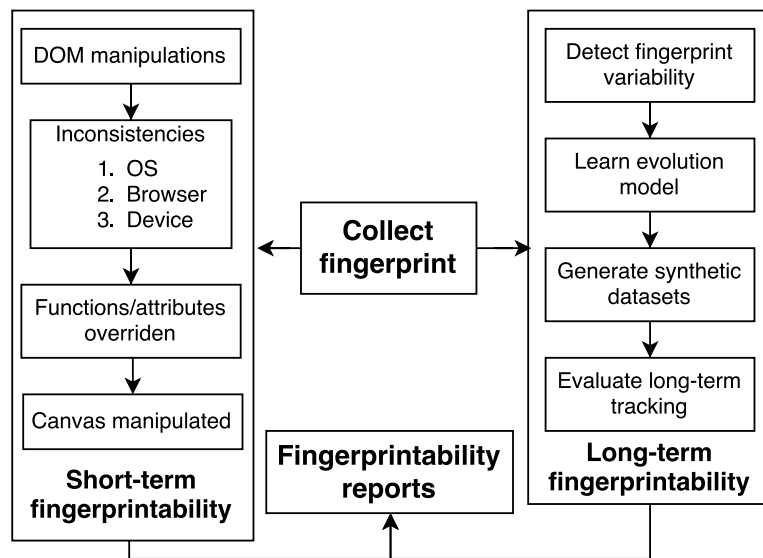 DOM manipulations
Inconsistencies
1. OS
2. Browser
3. Device
Functions/attributes
overriden
Canvas manipulated
Short-term
fingerprintability
Collect
fingerprint
Fingerprintability
reports
Detect fingerprint
variability
Learn evolution
model
Generate synthetic
datasets
Evaluate long-term
tracking
Long-term
fingerprintability